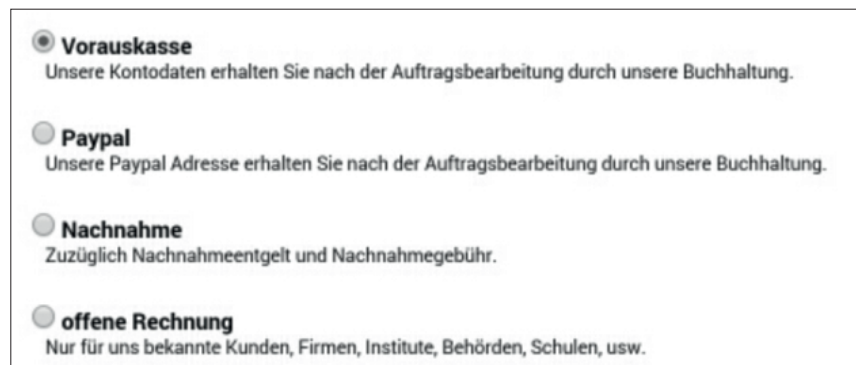 Vorauskasse
Unsere Kontodaten erhalten Sie nach der Auftragsbearbeitung durch unsere Buchhaltung.
Paypal
Unsere Paypal Adresse erhalten Sie nach der Auftragsbearbeitung durch unsere Buchhaltung.
Nachnahme
Zuzüglich Nachnahmeentgelt und Nachnahmegebühr.
offene Rechnung
Nur für uns bekannte Kunden, Firmen, Institute, Behörden, Schulen, usw.